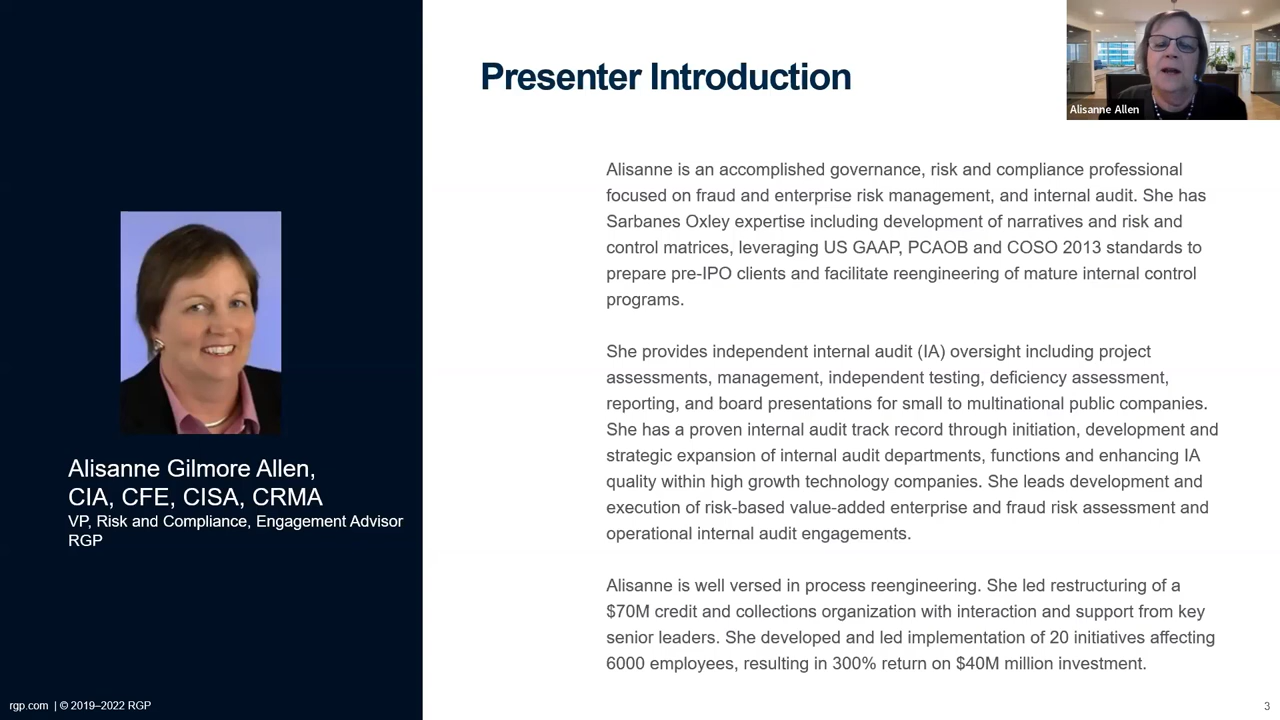 Presenter Introduction
Alisanne Allen
Alisanne is an accomplished governance, risk and compliance professional
focused on fraud and enterprise risk management, and internal audit. She has
Sarbanes Oxley expertise including development of narratives and risk and
control matrices, leveraging US GAAP, PCAOB and COSO 2013 standards to
prepare pre-IPO clients and facilitate reengineering of mature internal control
programs.
She provides independent internal audit (IA) oversight including project
assessments, management, independent testing, deficiency assessment,
reporting, and board presentations for small to multinational public companies.
She has a proven internal audit track record through initiation, development and
strategic expansion of internal audit departments, functions and enhancing IA
quality within high growth technology companies. She leads development and
execution of risk-based value-added enterprise and fraud risk assessment and
operational internal audit engagements.
Alisanne is well versed in process reengineering. She led restructuring of a
$70M credit and collections organization with interaction and support from key
senior leaders. She developed and led implementation of 20 initiatives affecting
6000 employees, resulting in 300% return on $40M million investment.
Alisanne Gilmore Allen,
CIA, CFE, CISA, CRMA
VP, Risk and Compliance, Engagement Advisor
RGP
rgp.com | © 2019–2022 RGP
3